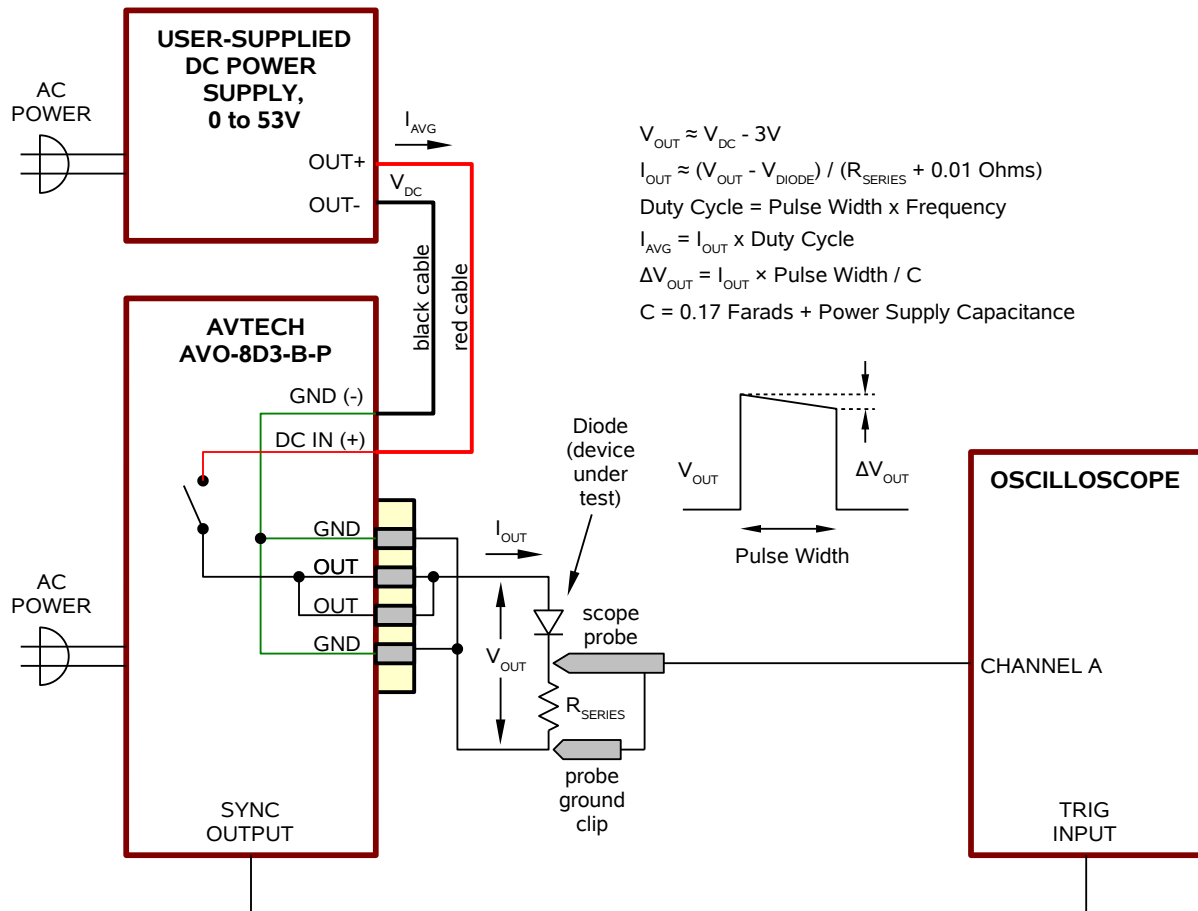 USER-SUPPLIED
DC POWER
SUPPLY,
0 to 53V
AC
POWER
I_AVG
OUT+
V_DC
OUT-
V_OUT ≈ V_DC - 3V
I_OUT ≈ (V_OUT - V_DIODE) / (R_SERIES + 0.01 Ohms)
Duty Cycle = Pulse Width x Frequency
I_AVG = I_OUT x Duty Cycle
ΔV_OUT = I_OUT × Pulse Width / C
C = 0.17 Farads + Power Supply Capacitance
black cable
red cable
AVTECH
AVO-8D3-B-P
GND (-)
DC IN (+)
GND
OUT
OUT
GND
AC
POWER
I_OUT
V_OUT
Diode
(device
under
test)
scope
probe
R_SERIES
probe
ground
clip
V_OUT
ΔV_OUT
Pulse Width
OSCILLOSCOPE
CHANNEL A
SYNC
OUTPUT
TRIG
INPUT